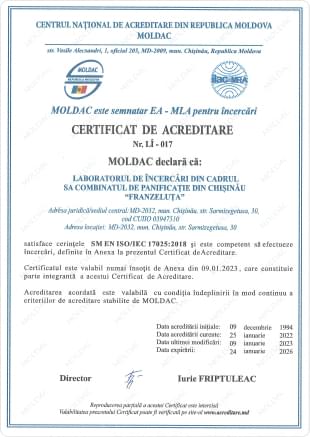 CENTRUL NAȚIONAL DE ACREDITARE DIN REPUBLICA MOLDOVA
MOLDAC
str. Vasile Alecsandri, 1, oficiul 203, MD-2009, mun. Chișinău, Republica Moldova
MOLDAC
REPUBLICA MOLDOVA
ilac-MRA
MOLDAC este semnatar EA - MLA pentru încercări
CERTIFICAT DE ACREDITARE
Nr. LÎ - 017
MOLDAC declară că:
LABORATORUL DE ÎNCERCĂRI DIN CADRUL
SA COMBINATUL DE PANIFICAȚIE DIN CHIȘINĂU
"FRANZELUȚA"
Adresa juridică/sediul central: MD-2032, mun. Chișinău, str. Sarmizegetusa, 30,
cod CUIIO 03947510
Adresa locației: MD-2032, mun. Chișinău, str. Sarmizegetusa, 30
satisface cerințele SM EN ISO/IEC 17025:2018 și este competent să efectueze
încercări, definite în Anexa la prezentul Certificat de Acreditare.
Certificatul este valabil numai însoțit de Anexa din 09.01.2023, care constituie
parte integrantă a acestui Certificat de Acreditare.
Acreditarea acordată este valabilă cu condiția îndeplinirii în mod continuu a
criteriilor de acreditare stabilite de MOLDAC.
Data acreditării inițiale: 09 decembrie 1994
Data acreditării curente: 25 ianuarie 2022
Data ultimei modificări: 09 ianuarie 2023
Data expirării: 24 ianuarie 2026
Director Iurie FRIPTULEAC
Reproducerea parțială a acestui Certificat este interzisă
Valabilitatea prezentului Certificat poate fi verificată pe site-ul www.acreditare.md